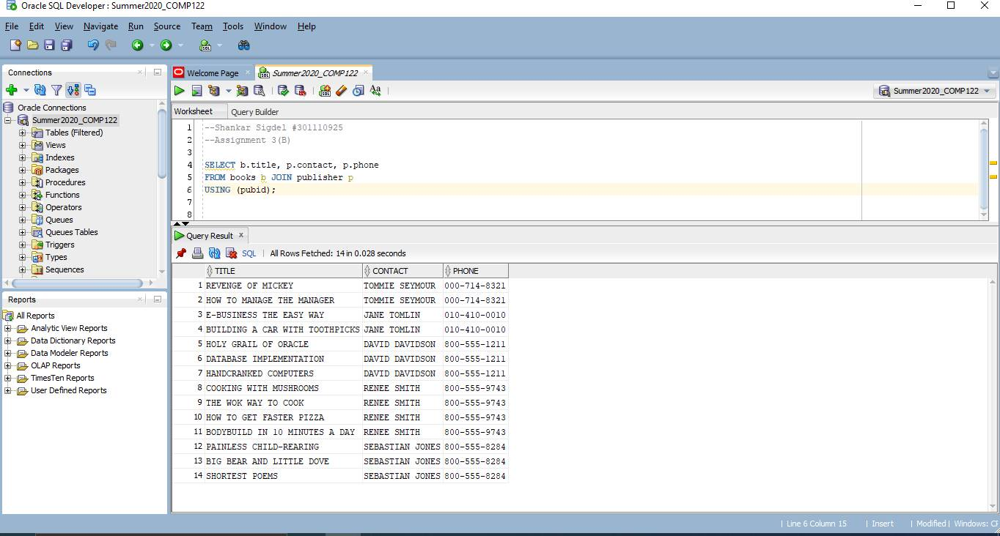 Oracle SQL Developer : Summer2020_COMP122
File Edit View Navigate Run Source Team Tools Window Help
Connections
Oracle Connections
Summer2020_COMP122
Tables (Filtered)
Views
Indexes
Packages
Procedures
Functions
Operators
Queues
Queues Tables
Triggers
Types
Sequences
Reports
All Reports
Analytic View Reports
Data Dictionary Reports
Data Modeler Reports
OLAP Reports
TimesTen Reports
User Defined Reports
Welcome Page Summer2020_COMP122
Summer2020_COMP122
Worksheet Query Builder
1 --Shankar Sigdel #301110925
2 --Assignment 3(B)
3
4 SELECT b.title, p.contact, p.phone
5 FROM books b JOIN publisher p
6 USING (pubid);
7
8
Query Result
SQL | All Rows Fetched: 14 in 0.028 seconds
TITLE CONTACT PHONE
1 REVENGE OF MICKEY TOMMIE SEYMOUR 000-714-8321
2 HOW TO MANAGE THE MANAGER TOMMIE SEYMOUR 000-714-8321
3 E-BUSINESS THE EASY WAY JANE TOMLIN 010-410-0010
4 BUILDING A CAR WITH TOOTHPICKS JANE TOMLIN 010-410-0010
5 HOLY GRAIL OF ORACLE DAVID DAVIDSON 800-555-1211
6 DATABASE IMPLEMENTATION DAVID DAVIDSON 800-555-1211
7 HANDCRANKED COMPUTERS DAVID DAVIDSON 800-555-1211
8 COOKING WITH MUSHROOMS RENEE SMITH 800-555-9743
9 THE WOK WAY TO COOK RENEE SMITH 800-555-9743
10 HOW TO GET FASTER PIZZA RENEE SMITH 800-555-9743
11 BODYBUILD IN 10 MINUTES A DAY RENEE SMITH 800-555-9743
12 PAINLESS CHILD-REARING SEBASTIAN JONES 800-555-8284
13 BIG BEAR AND LITTLE DOVE SEBASTIAN JONES 800-555-8284
14 SHORTEST POEMS SEBASTIAN JONES 800-555-8284
| Line 6 Column 15 | Insert | Modified | Windows: CF